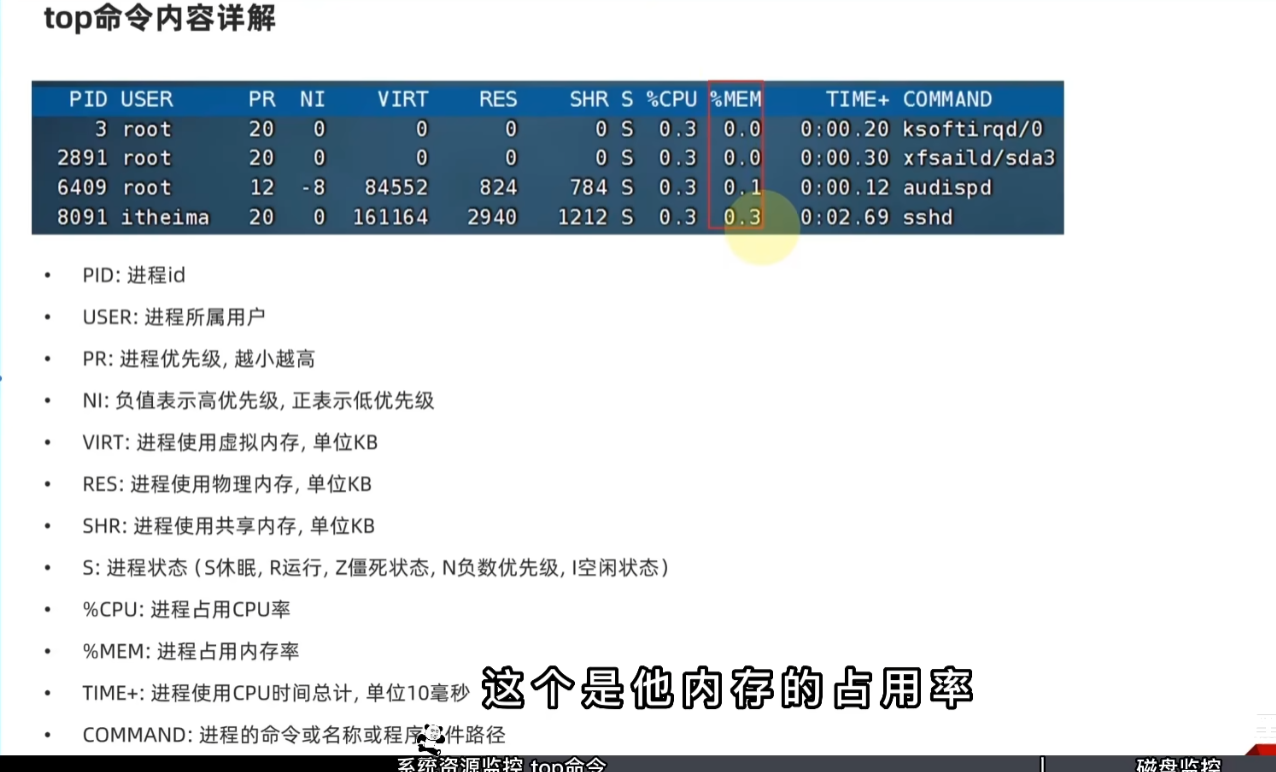 top命令内容详解
PID USER PR NI VIRT RES SHR S %CPU %MEM TIME+ COMMAND
3 root 20 0 0 0 0 S 0.3 0.0 0:00.20 ksoftirqd/0
2891 root 20 0 0 0 0 S 0.3 0.0 0:00.30 xfsaild/sda3
6409 root 12 -8 84552 824 784 S 0.3 0.1 0:00.12 audispd
8091 itheima 20 0 161164 2940 1212 S 0.3 0.3 0:02.69 sshd
• PID: 进程id
• USER: 进程所属用户
• PR: 进程优先级, 越小越高
• NI: 负值表示高优先级, 正表示低优先级
• VIRT: 进程使用虚拟内存, 单位KB
• RES: 进程使用物理内存, 单位KB
• SHR: 进程使用共享内存, 单位KB
• S: 进程状态（S休眠, R运行, Z僵死状态, N负数优先级, I空闲状态）
• %CPU: 进程占用CPU率
• %MEM: 进程占用内存率
• TIME+: 进程使用CPU时间总计, 单位10毫秒
这个是他内存的占用率
• COMMAND: 进程的命令或名称或程序件路径
系统资源监控 top命令
磁盘监控